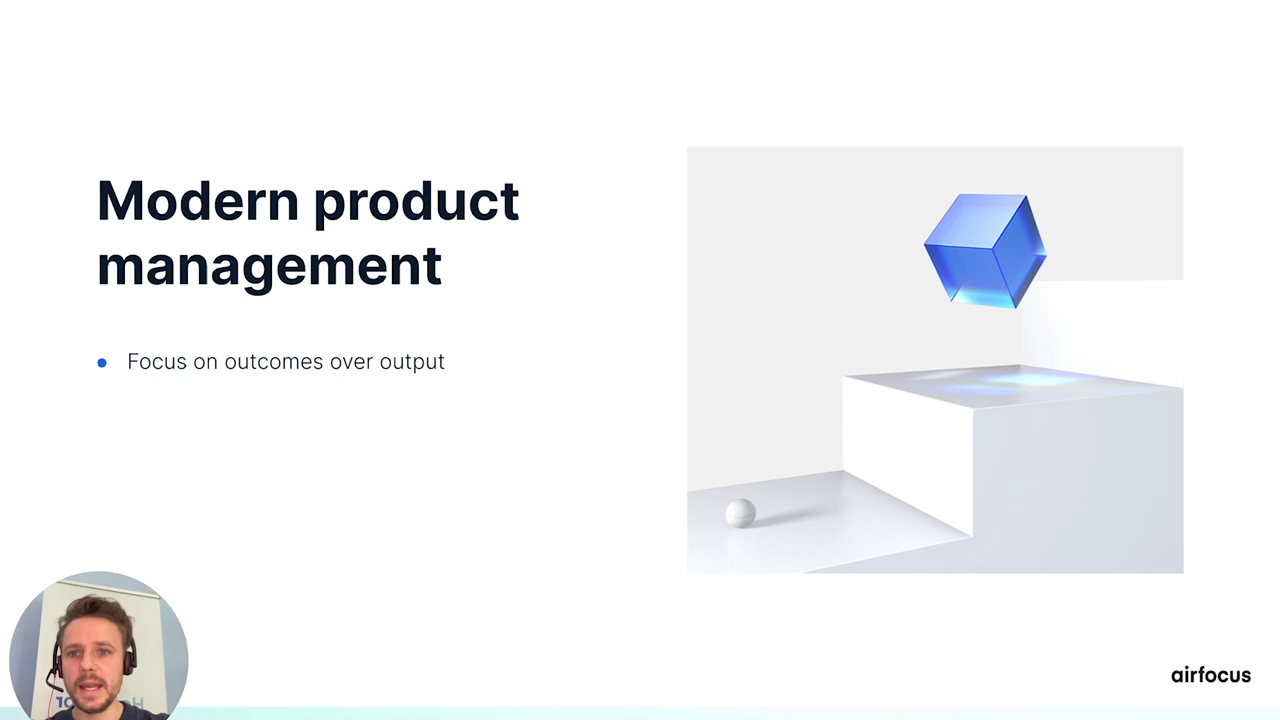 Modern product
management
Focus on outcomes over output
airfocus